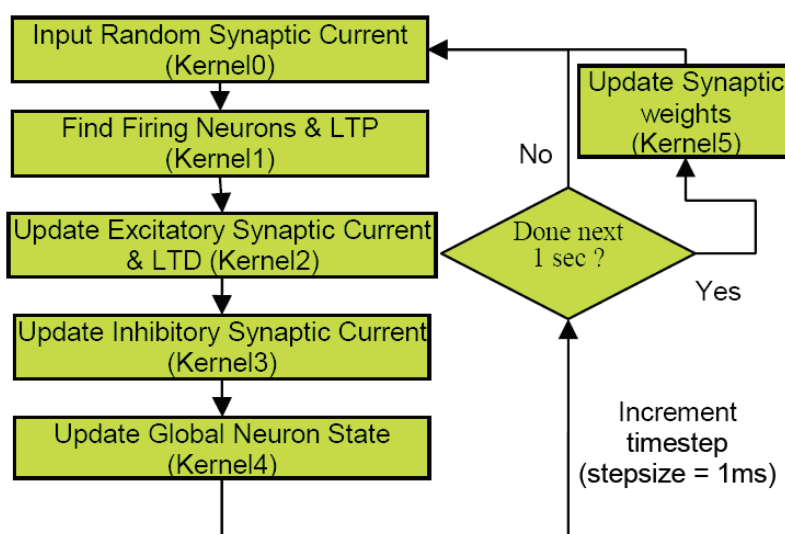 Input Random Synaptic Current
(Kernel0)
Find Firing Neurons & LTP
(Kernel1)
Update Excitatory Synaptic Current
& LTD (Kernel2)
Update Inhibitory Synaptic Current
(Kernel3)
Update Global Neuron State
(Kernel4)
Update Synaptic
weights
(Kernel5)
No
Done next
1 sec ?
Yes
Increment
timestep
(stepsize = 1ms)